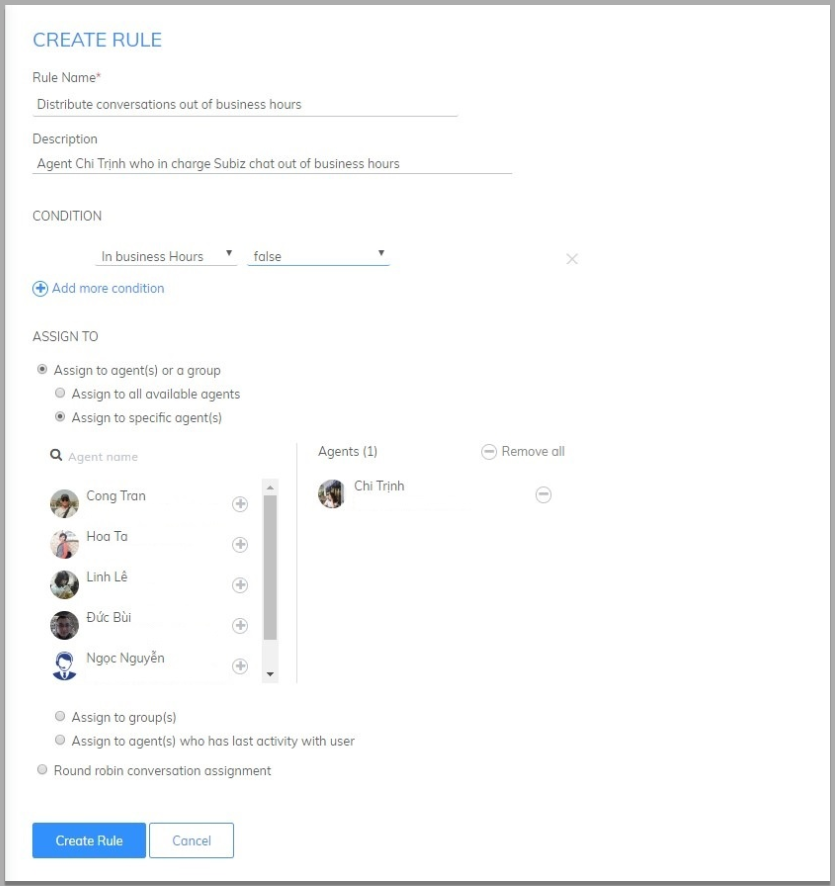 CREATE RULE
Rule Name*
Distribute conversations out of business hours
Description
Agent Chi Trịnh who in charge Subiz chat out of business hours
CONDITION
In business Hours false
Add more condition
ASSIGN TO
Assign to agent(s) or a group
Assign to all available agents
Assign to specific agent(s)
Agent name
Agents (1) Remove all
Cong Tran
Chi Trịnh
Hoa Ta
Linh Lê
Đức Bùi
Ngọc Nguyễn
Assign to group(s)
Assign to agent(s) who has last activity with user
Round robin conversation assignment
Create Rule Cancel